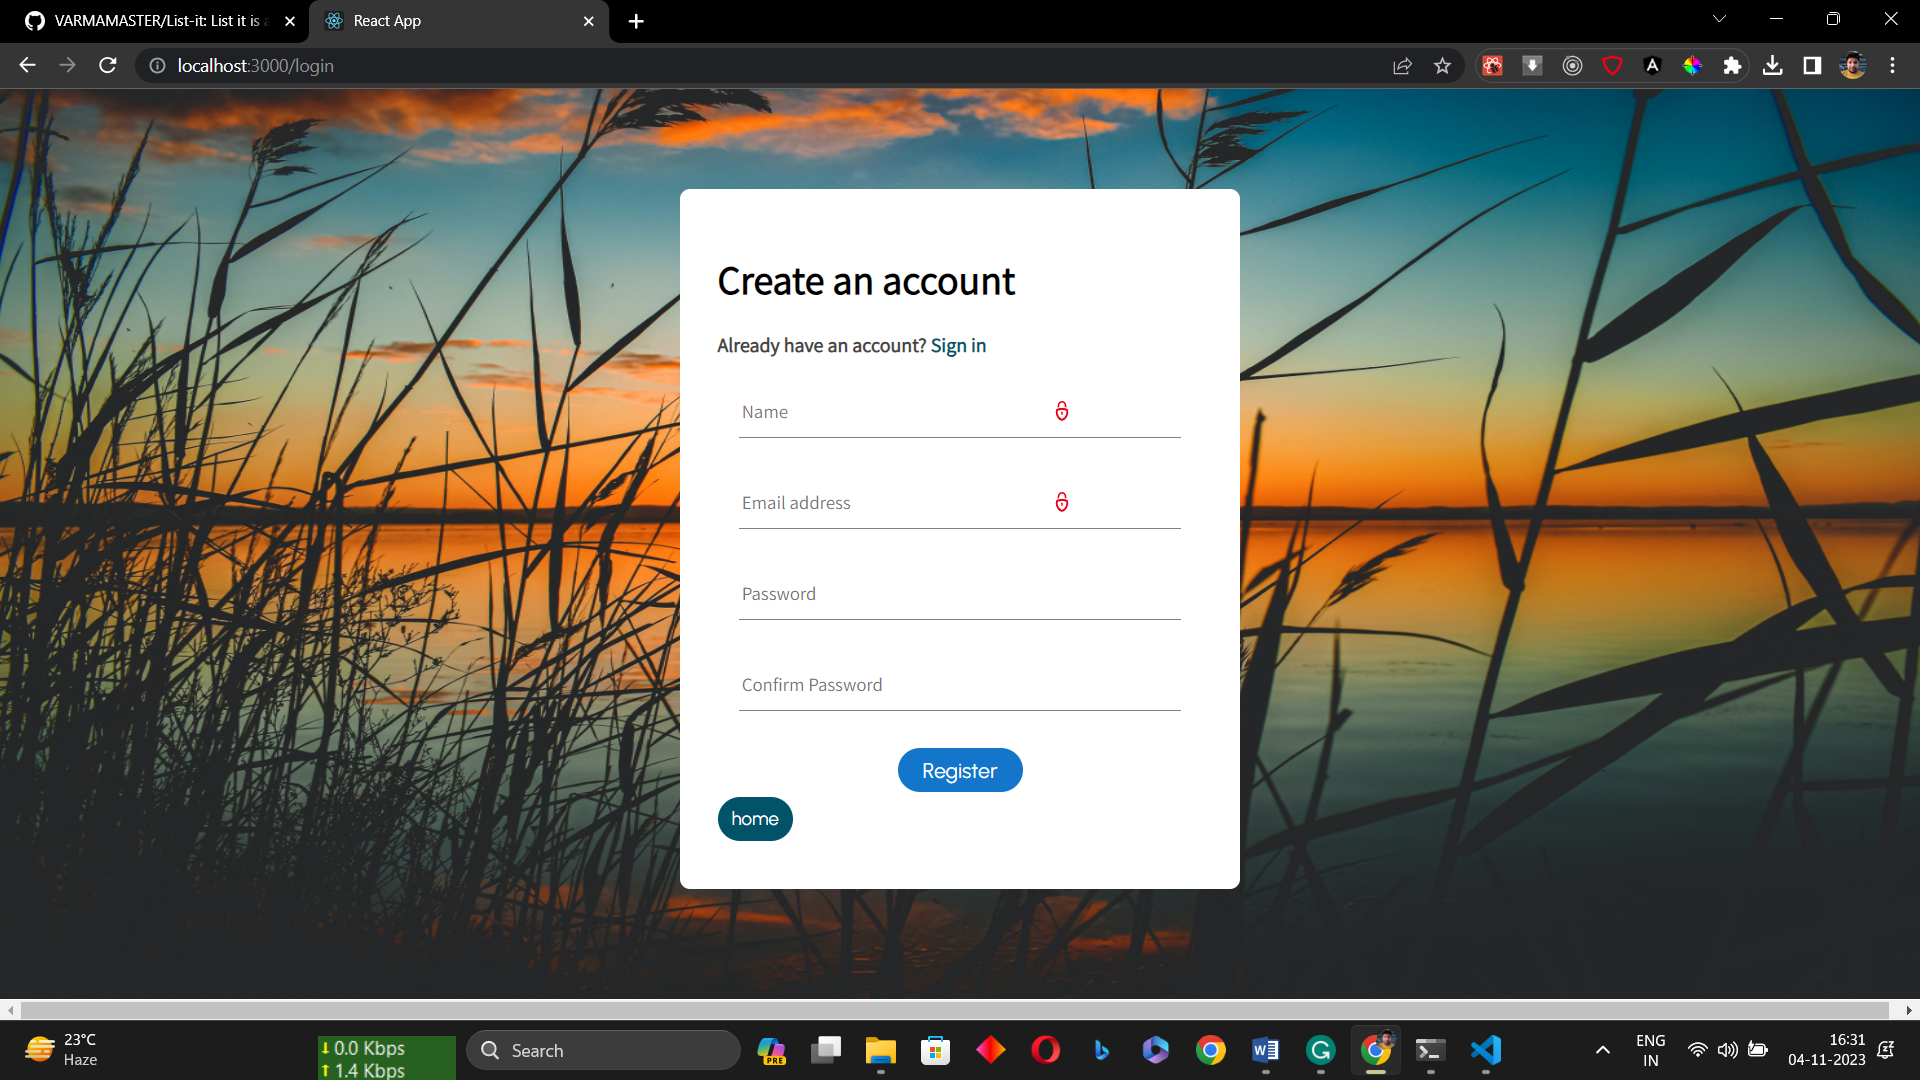 VARMAMASTER/List-it: List it is a
React App
localhost:3000/login
Create an account
Already have an account? Sign in
Name
Email address
Password
Confirm Password
Register
home
23°C
Haze
0.0 Kbps
1.4 Kbps
Search
PRE
ENG
IN
16:31
04-11-2023